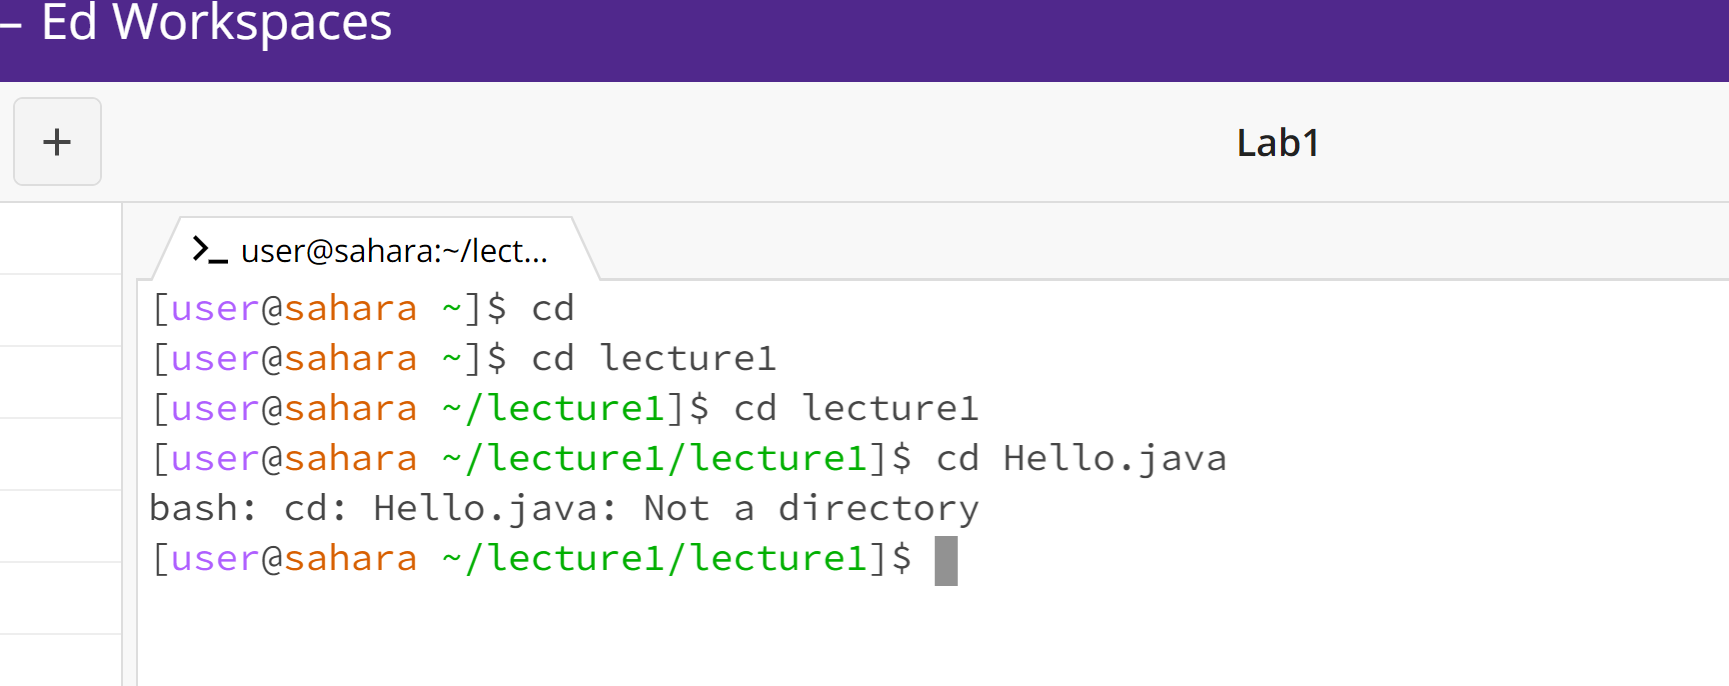 – Ed Workspaces
+
Lab1
>_ user@sahara:~/lect...
[user@sahara ~]$ cd
[user@sahara ~]$ cd lecture1
[user@sahara ~/lecture1]$ cd lecture1
[user@sahara ~/lecture1/lecture1]$ cd Hello.java
bash: cd: Hello.java: Not a directory
[user@sahara ~/lecture1/lecture1]$